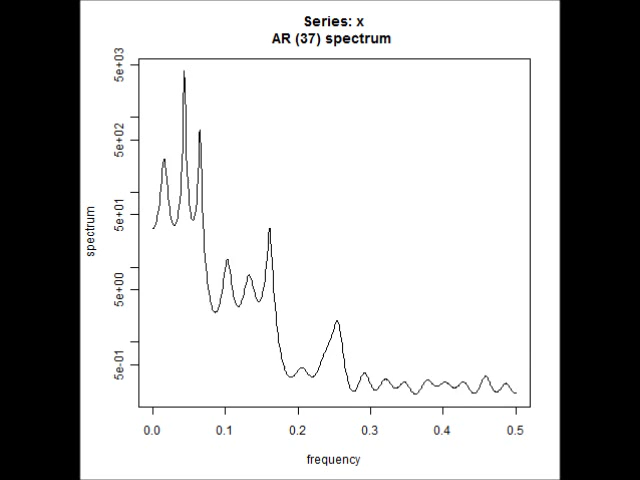 Series: x
AR (37) spectrum
spectrum
5e+03
5e+02
5e+01
5e+00
5e-01
0.0 0.1 0.2 0.3 0.4 0.5
frequency